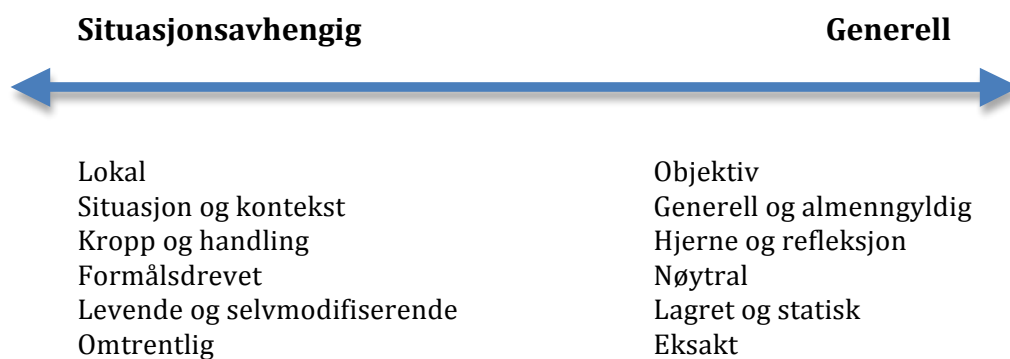 Situasjonsavhengig Generell
Lokal Objektiv
Situasjon og kontekst Generell og almenngyldig
Kropp og handling Hjerne og refleksjon
Formålsdrevet Nøytral
Levende og selvmodifiserende Lagret og statisk
Omtrentlig Eksakt